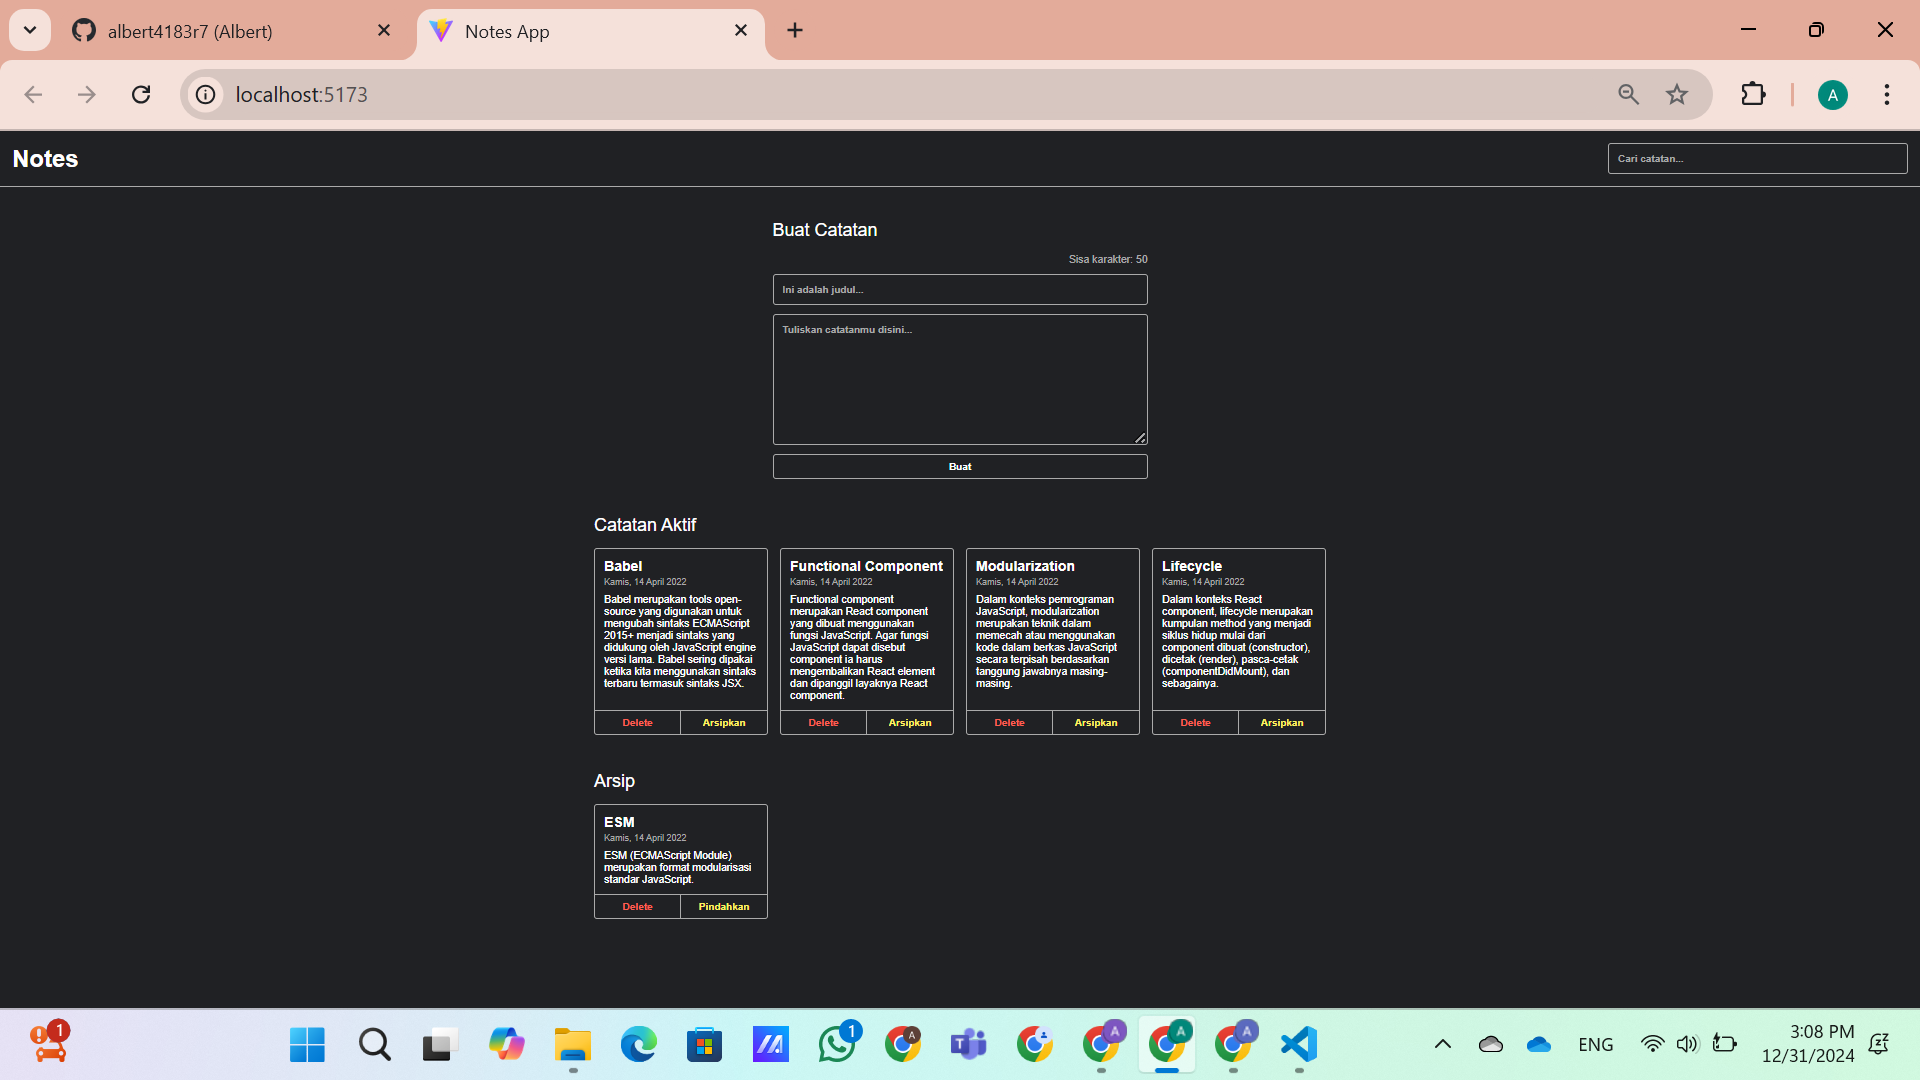 albert4183r7 (Albert)
Notes App
localhost:5173
A
Notes
Cari catatan...
Buat Catatan
Sisa karakter: 50
Ini adalah judul...
Tuliskan catatanmu disini...
Buat
Catatan Aktif
Babel
Kamis, 14 April 2022
Babel merupakan tools open-
source yang digunakan untuk
mengubah sintaks ECMAScript
2015+ menjadi sintaks yang
didukung oleh JavaScript engine
versi lama. Babel sering dipakai
ketika kita menggunakan sintaks
terbaru termasuk sintaks JSX.
Delete
Arsipkan
Functional Component
Kamis, 14 April 2022
Functional component
merupakan React component
yang dibuat menggunakan
fungsi JavaScript. Agar fungsi
JavaScript dapat disebut
component ia harus
mengembalikan React element
dan dipanggil layaknya React
component.
Delete
Arsipkan
Modularization
Kamis, 14 April 2022
Dalam konteks pemrograman
JavaScript, modularization
merupakan teknik dalam
memecah atau menggunakan
kode dalam berkas JavaScript
secara terpisah berdasarkan
tanggung jawabnya masing-
masing.
Delete
Arsipkan
Lifecycle
Kamis, 14 April 2022
Dalam konteks React
component, lifecycle merupakan
kumpulan method yang menjadi
siklus hidup mulai dari
component dibuat (constructor),
dicetak (render), pasca-cetak
(componentDidMount), dan
sebagainya.
Delete
Arsipkan
Arsip
ESM
Kamis, 14 April 2022
ESM (ECMAScript Module)
merupakan format modularisasi
standar JavaScript.
Delete
Pindahkan
1
1
A
T
A
A
A
ENG
3:08 PM
12/31/2024